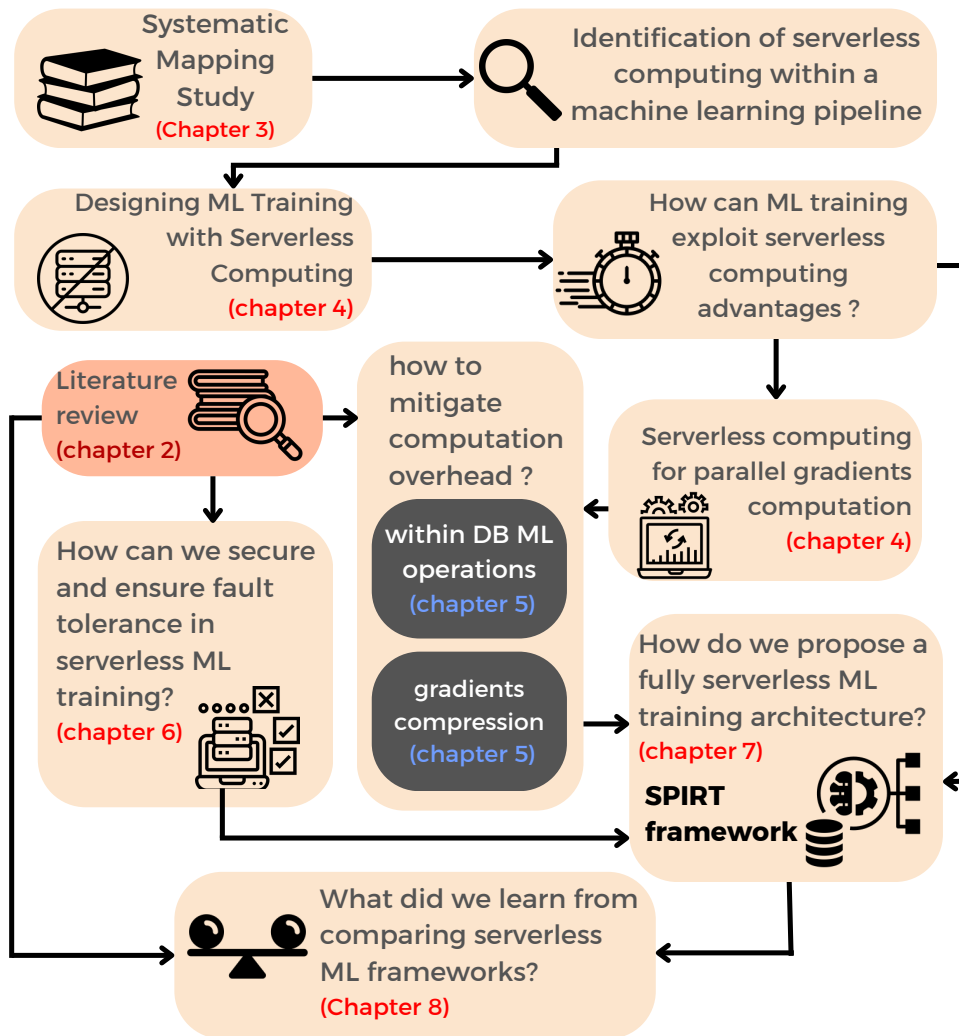 Systematic
Mapping
Study
(Chapter 3)
Identification of serverless
computing within a
machine learning pipeline
Designing ML Training
with Serverless
Computing
(chapter 4)
How can ML training
exploit serverless
computing
advantages ?
Literature
review
(chapter 2)
how to
mitigate
computation
overhead ?
within DB ML
operations
(chapter 5)
gradients
compression
(chapter 5)
Serverless computing
for parallel gradients
computation
(chapter 4)
How can we secure
and ensure fault
tolerance in
serverless ML
training?
(chapter 6)
How do we propose a
fully serverless ML
training architecture?
(chapter 7)
SPIRT
framework
What did we learn from
comparing serverless
ML frameworks?
(Chapter 8)